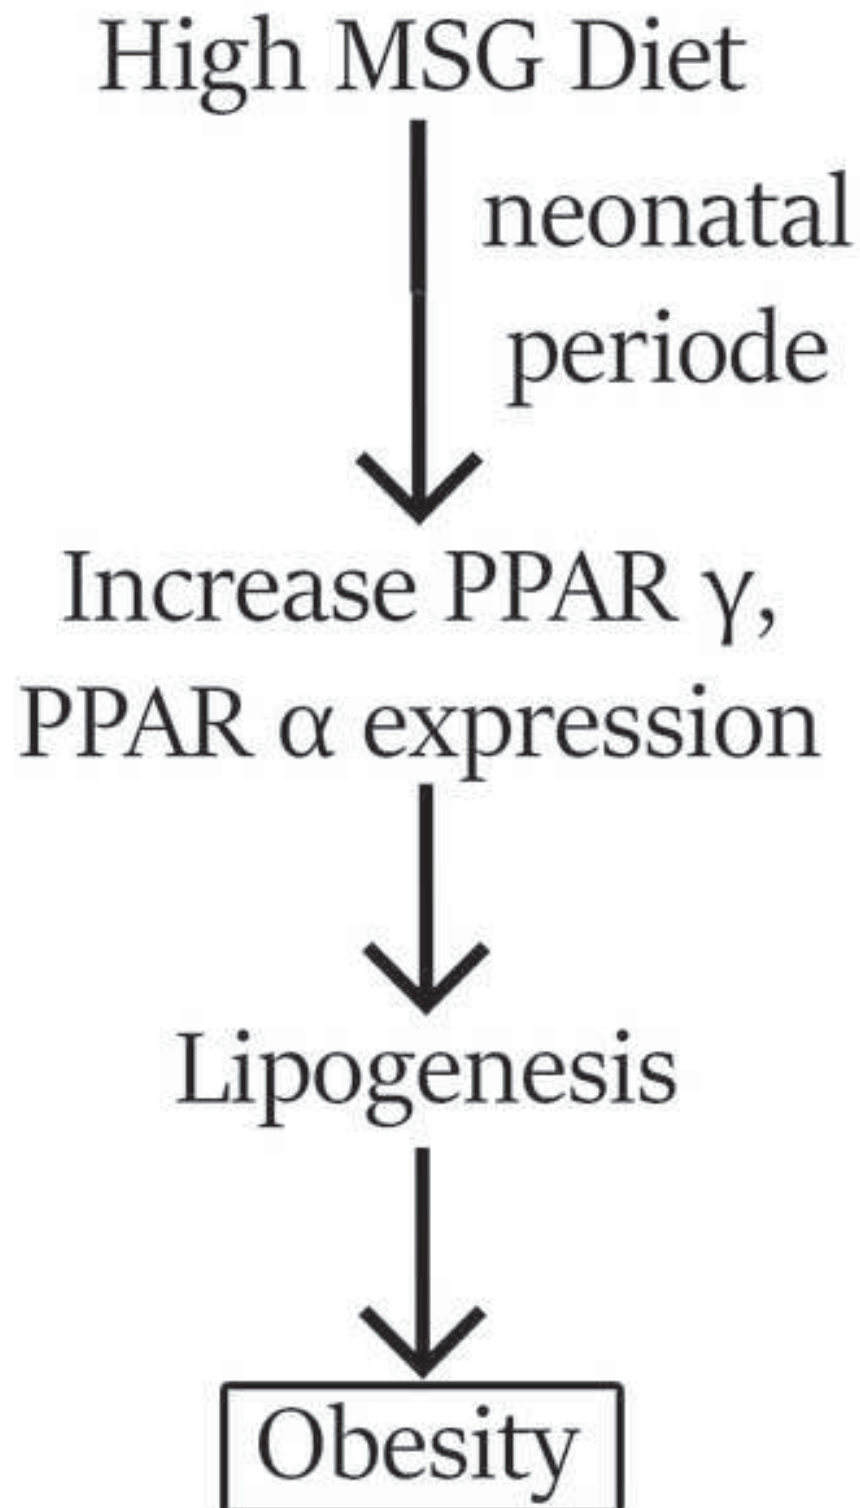 High MSG Diet
neonatal
periode
Increase PPAR γ,
PPAR α expression
Lipogenesis
Obesity